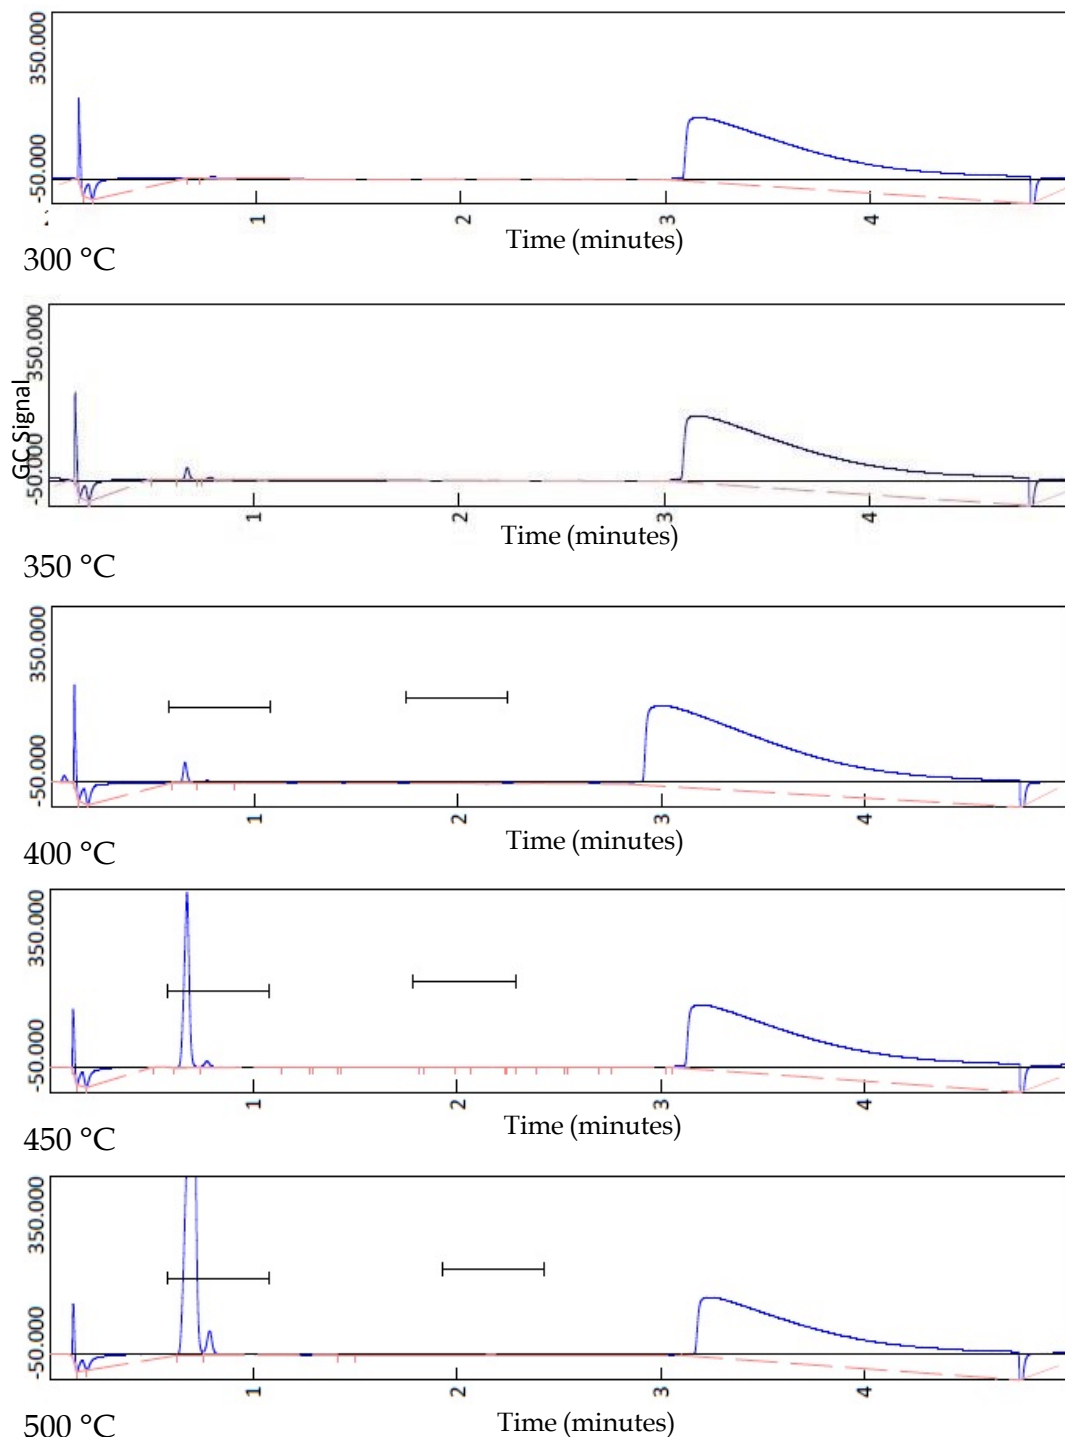 350.000
-50.000
1 2 3 4
Time (minutes)
300 °C
350.000
GC Signal
-50.000
1 2 3 4
Time (minutes)
350 °C
350.000
-50.000
1 2 3 4
Time (minutes)
400 °C
350.000
-50.000
1 2 3 4
Time (minutes)
450 °C
350.000
-50.000
1 2 3 4
Time (minutes)
500 °C